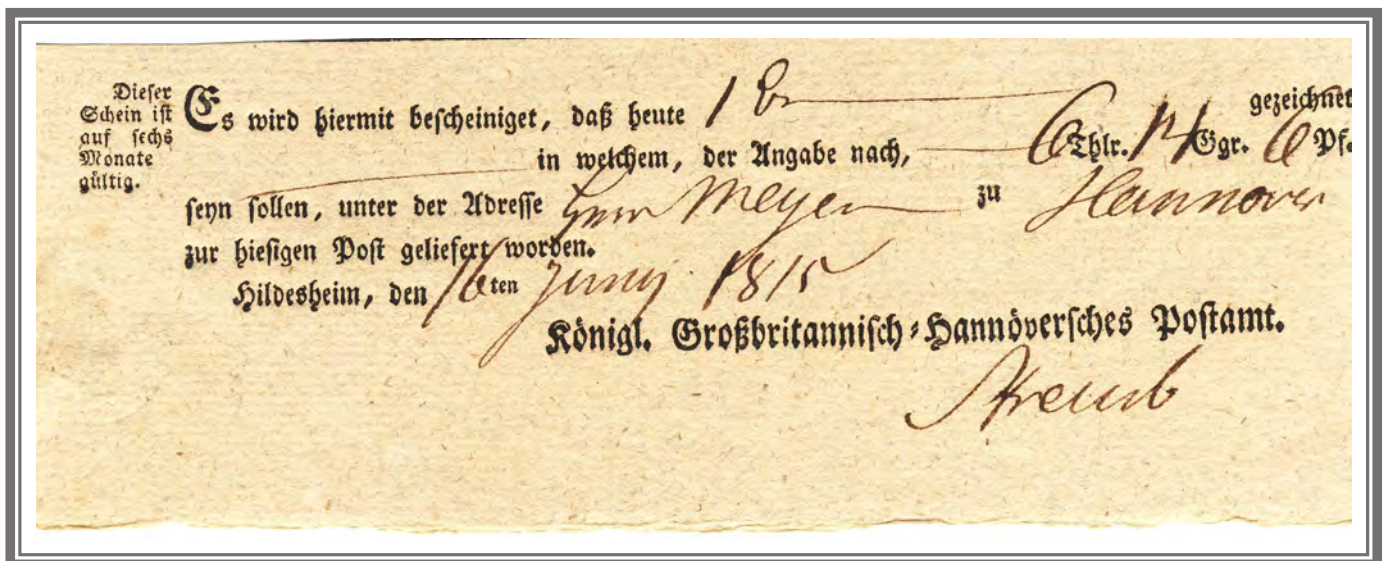 Dieser
Schein ist
auf sechs
Monate
gültig.
Es wird hiermit bescheiniget, daß heute 1 Br gezeichnet
in welchem, der Angabe nach, 6 Thlr. 14 Ggr. 6 Pf.
seyn sollen, unter der Adresse Herr Meyer zu Hannover
zur hiesigen Post geliefert worden.
Hildesheim, den 16ten Juny 1815
Königl. Großbritannisch-Hannöversches Postamt.